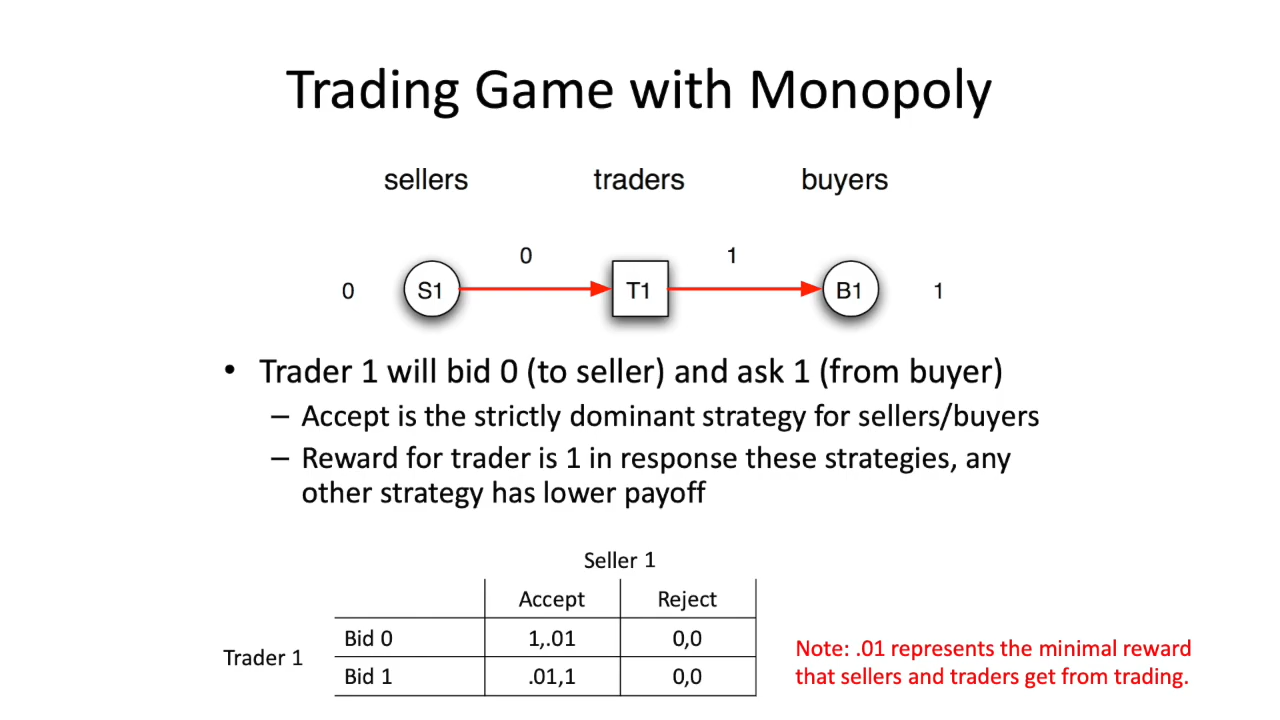 Trading Game with Monopoly
sellers traders buyers
0 1
0 S1 T1 B1 1
• Trader 1 will bid 0 (to seller) and ask 1 (from buyer)
– Accept is the strictly dominant strategy for sellers/buyers
– Reward for trader is 1 in response these strategies, any
other strategy has lower payoff
Seller 1
Accept Reject
Trader 1
Bid 0 1,.01 0,0
Bid 1 .01,1 0,0
Note: .01 represents the minimal reward
that sellers and traders get from trading.